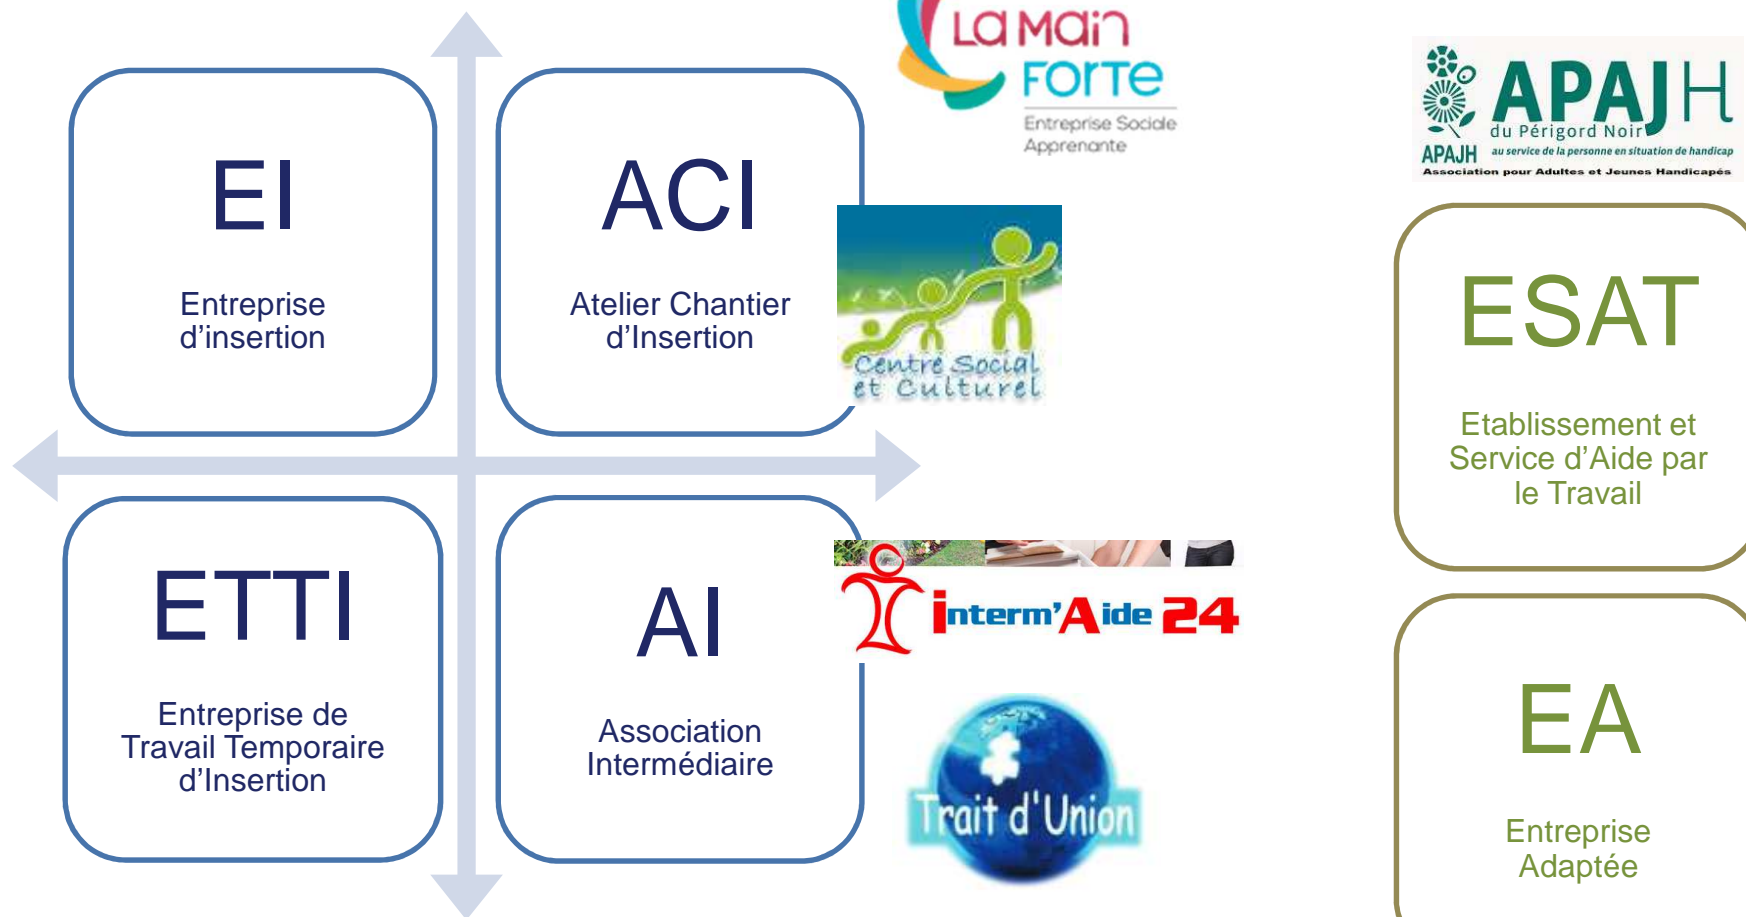 EI
Entreprise
d’insertion
ACI
Atelier Chantier
d’Insertion
La Main
Forte
Entreprise Sociale
Apprenante
Centre Social
et Culturel
ETTI
Entreprise de
Travail Temporaire
d’Insertion
AI
Association
Intermédiaire
interm’Aide 24
Trait d'Union
APAJH
du Périgord Noir
APAJH
au service de la personne en situation de handicap
Association pour Adultes et Jeunes Handicapés
ESAT
Etablissement et
Service d’Aide par
le Travail
EA
Entreprise
Adaptée